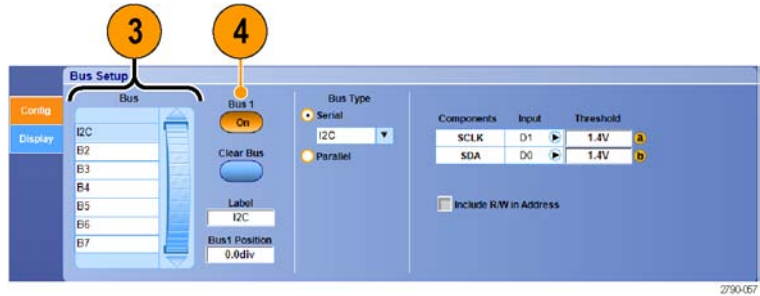 3
4
Bus Setup
Config
Display
Bus
I2C
B2
B3
B4
B5
B6
B7
Bus 1
On
Clear Bus
Label
I2C
Bus1 Position
0.0div
Bus Type
Serial
I2C
Parallel
Components Input Threshold
SCLK D1 1.4V a
SDA D0 1.4V b
Include R/W in Address
2790-057